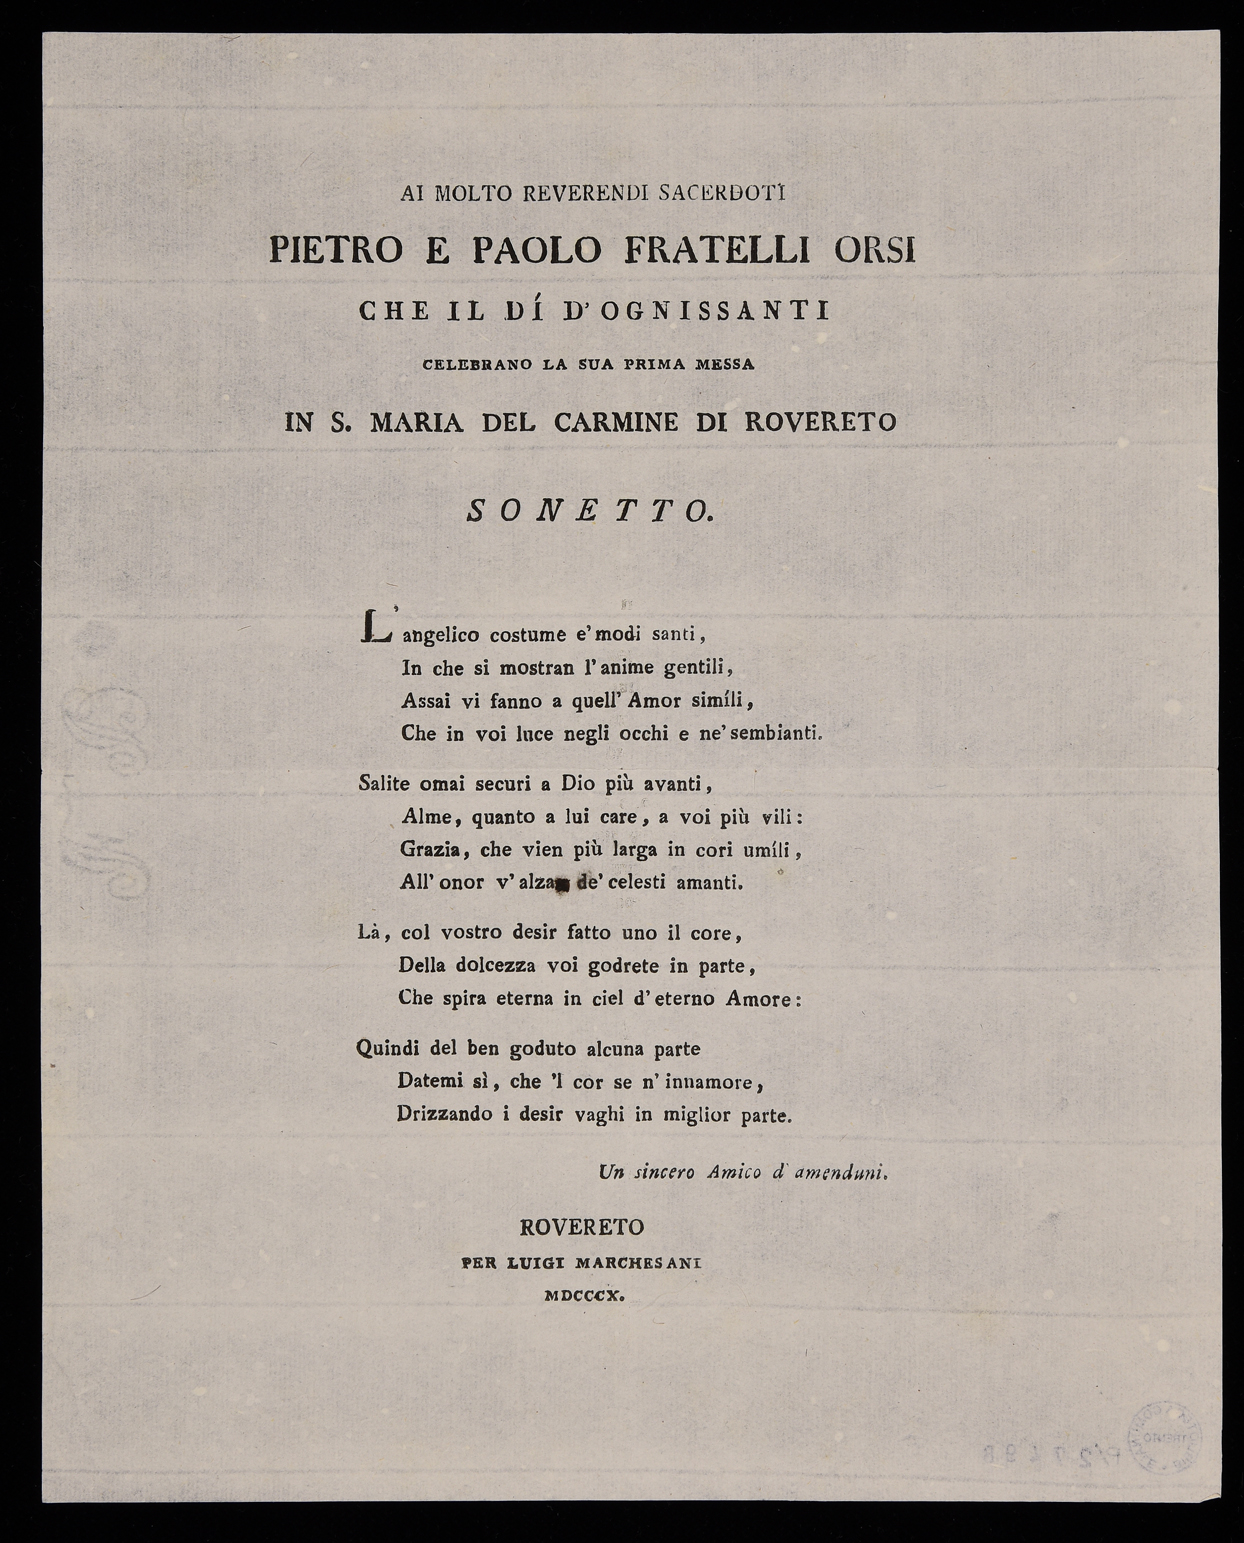 AI MOLTO REVERENDI SACERDOTI
PIETRO E PAOLO FRATELLI ORSI
CHE IL DÍ D'OGNISSANTI
CELEBRANO LA SUA PRIMA MESSA
IN S. MARIA DEL CARMINE DI ROVERETO
SONETTO.
L'angelico costume e' modi santi,
In che si mostran l'anime gentili,
Assai vi fanno a quell' Amor simíli,
Che in voi luce negli occhi e ne' sembianti.
Salite omai securi a Dio più avanti,
Alme, quanto a lui care, a voi più vili:
Grazia, che vien più larga in cori umíli,
All' onor v' alza de' celesti amanti.
Là, col vostro desir fatto uno il core,
Della dolcezza voi godrete in parte,
Che spira eterna in ciel d' eterno Amore:
Quindi del ben goduto alcuna parte
Datemi sì, che 'l cor se n' innamore,
Drizzando i desir vaghi in miglior parte.
Un sincero Amico d' amenduni.
ROVERETO
PER LUIGI MARCHESANI
MDCCCX.